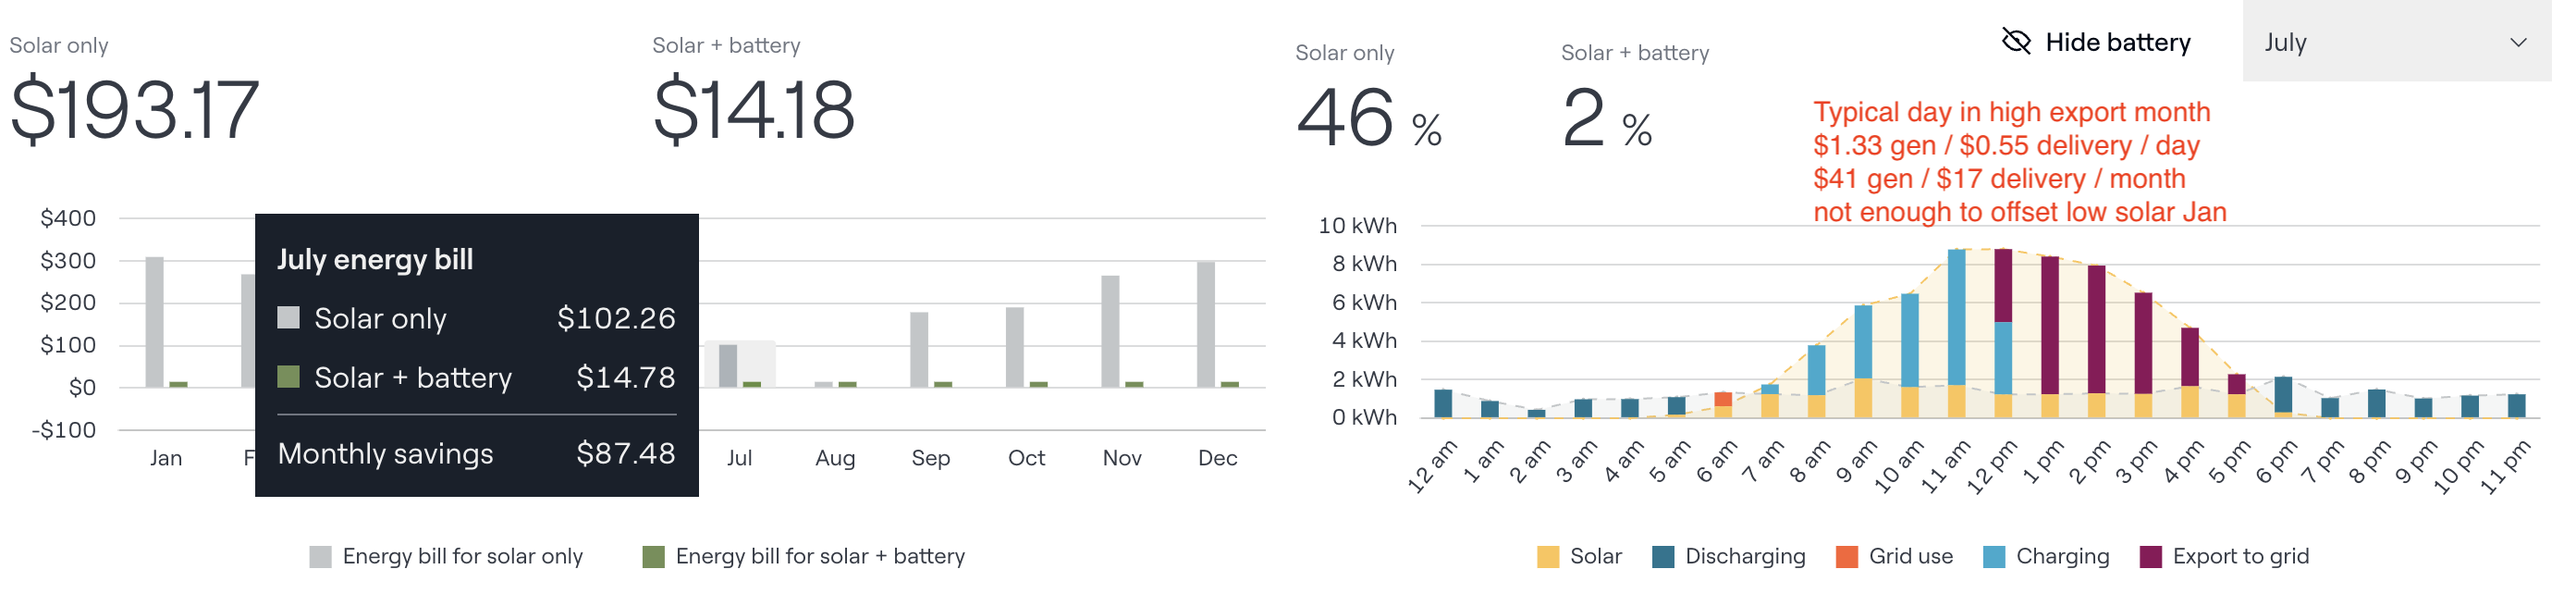 Solar only
$193.17
Solar + battery
$14.18
$400
$300
$200
$100
$0
-$100
July energy bill
Solar only $102.26
Solar + battery $14.78
Monthly savings $87.48
Jan F Jul Aug Sep Oct Nov Dec
Energy bill for solar only Energy bill for solar + battery
Solar only
46 %
Solar + battery
2 %
Hide battery
July
Typical day in high export month
$1.33 gen / $0.55 delivery / day
$41 gen / $17 delivery / month
not enough to offset low solar Jan
10 kWh
8 kWh
6 kWh
4 kWh
2 kWh
0 kWh
12 am 1 am 2 am 3 am 4 am 5 am 6 am 7 am 8 am 9 am 10 am 11 am 12 pm 1 pm 2 pm 3 pm 4 pm 5 pm 6 pm 7 pm 8 pm 9 pm 10 pm 11 pm
Solar Discharging Grid use Charging Export to grid